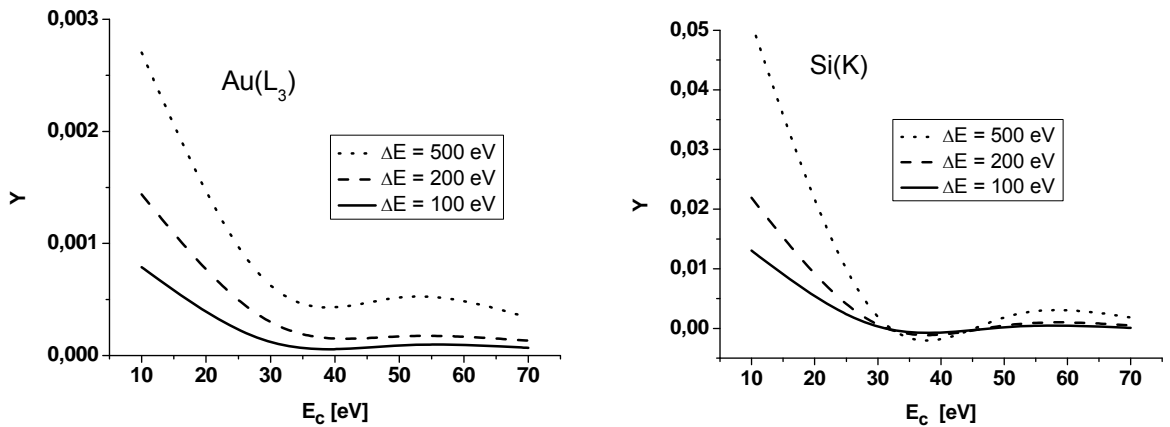 0,003
0,002
0,001
0,000
Y
Au(L3)
ΔE = 500 eV
ΔE = 200 eV
ΔE = 100 eV
10 20 30 40 50 60 70
Ec [eV]
0,05
0,04
0,03
0,02
0,01
0,00
Y
Si(K)
ΔE = 500 eV
ΔE = 200 eV
ΔE = 100 eV
10 20 30 40 50 60 70
Ec [eV]